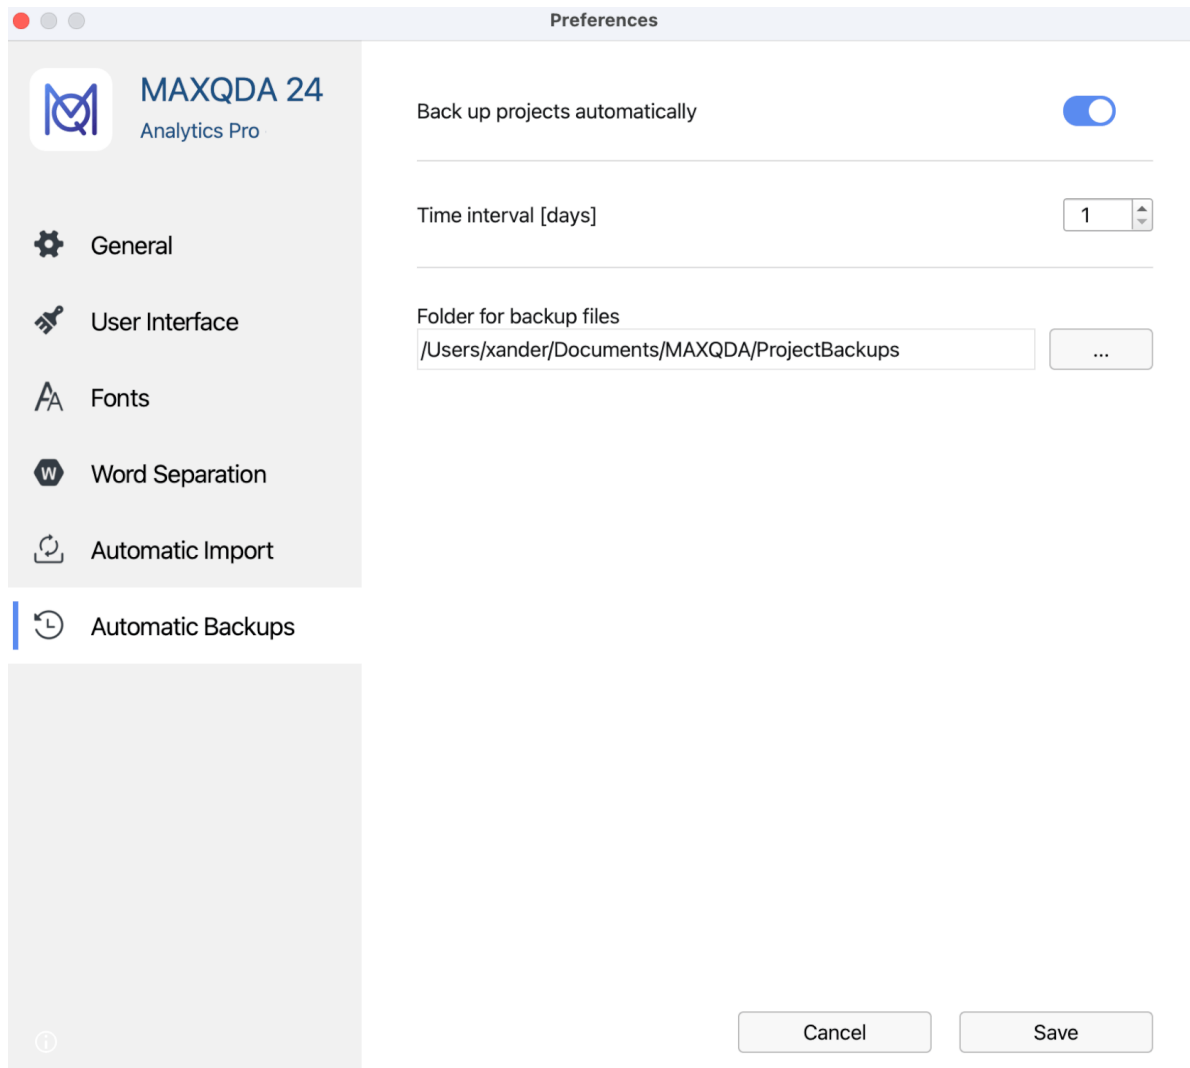 Preferences
MAXQDA 24
Analytics Pro
General
User Interface
Fonts
Word Separation
Automatic Import
Automatic Backups
Back up projects automatically
Time interval [days]
1
Folder for backup files
/Users/xander/Documents/MAXQDA/ProjectBackups
...
Cancel
Save